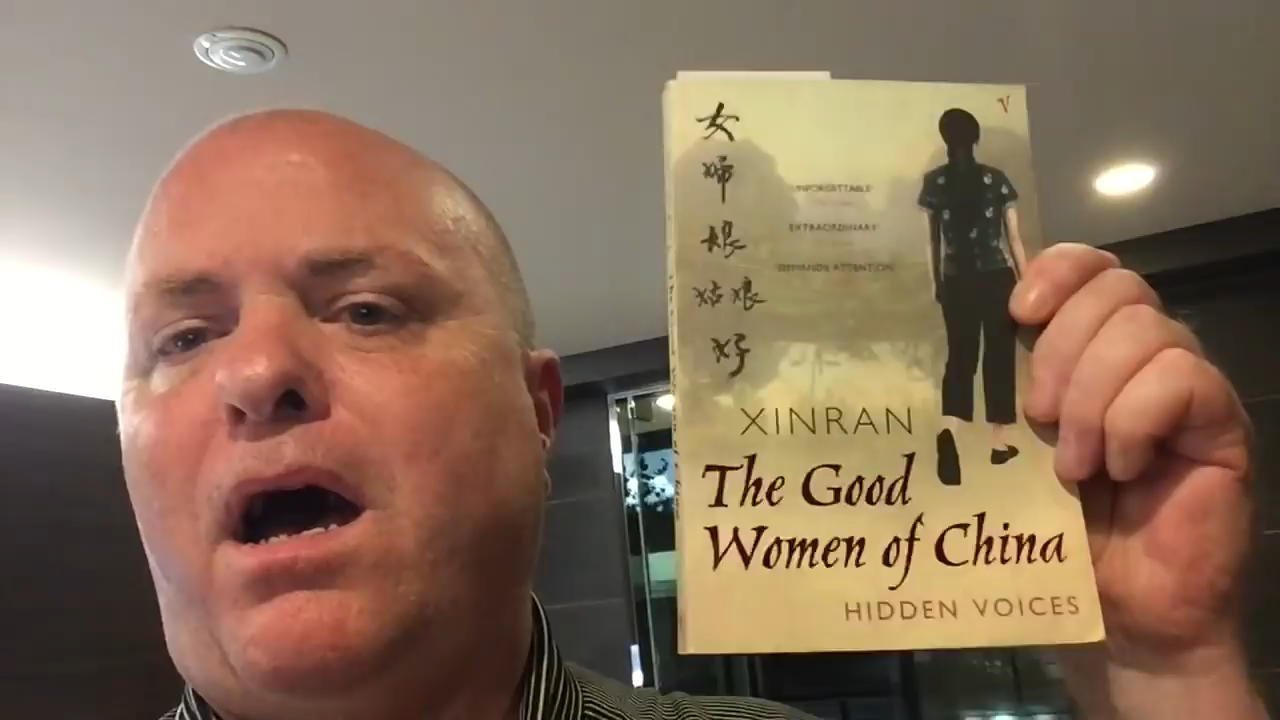 V
女
婦
娘
姑娘
好
UNFORGETTABLE
EXTRAORDINARY
DEMANDS ATTENTION
XINRAN
The Good
Women of China
HIDDEN VOICES